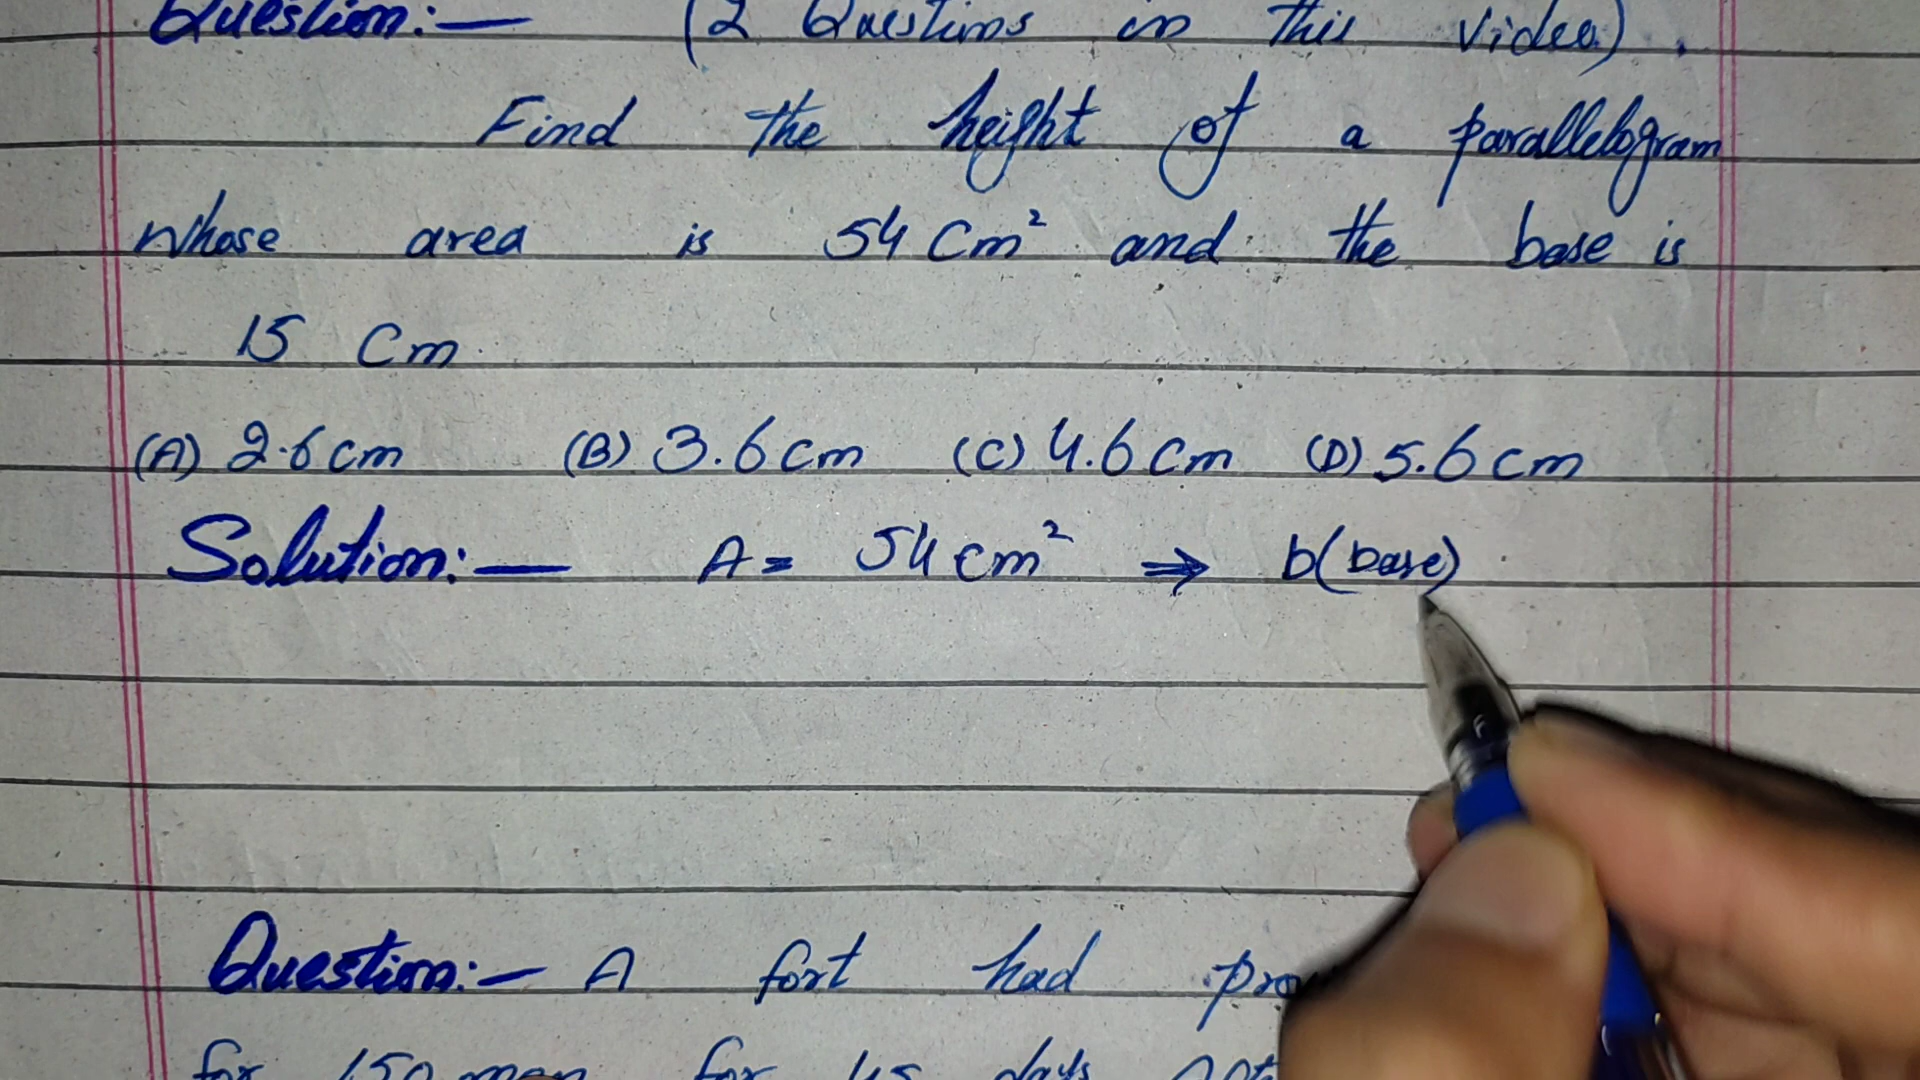 Question:— (2 Questions in this video).
Find the height of a parallelogram
whose area is 54 Cm² and the base is
15 Cm.
(A) 2.6 cm (B) 3.6 cm (C) 4.6 cm (D) 5.6 cm
Solution:— A = 54 cm² ⇒ b(base)
Question:— A fort had
for 150 men for 45 days